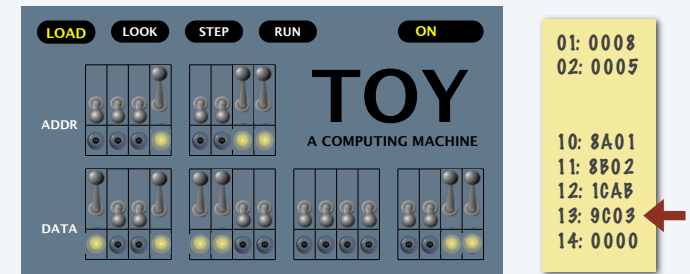 LOAD LOOK STEP RUN ON
ADDR
TOY
A COMPUTING MACHINE
DATA
01: 0008
02: 0005
10: 8A01
11: 8B02
12: 1CAB
13: 9C03
14: 0000